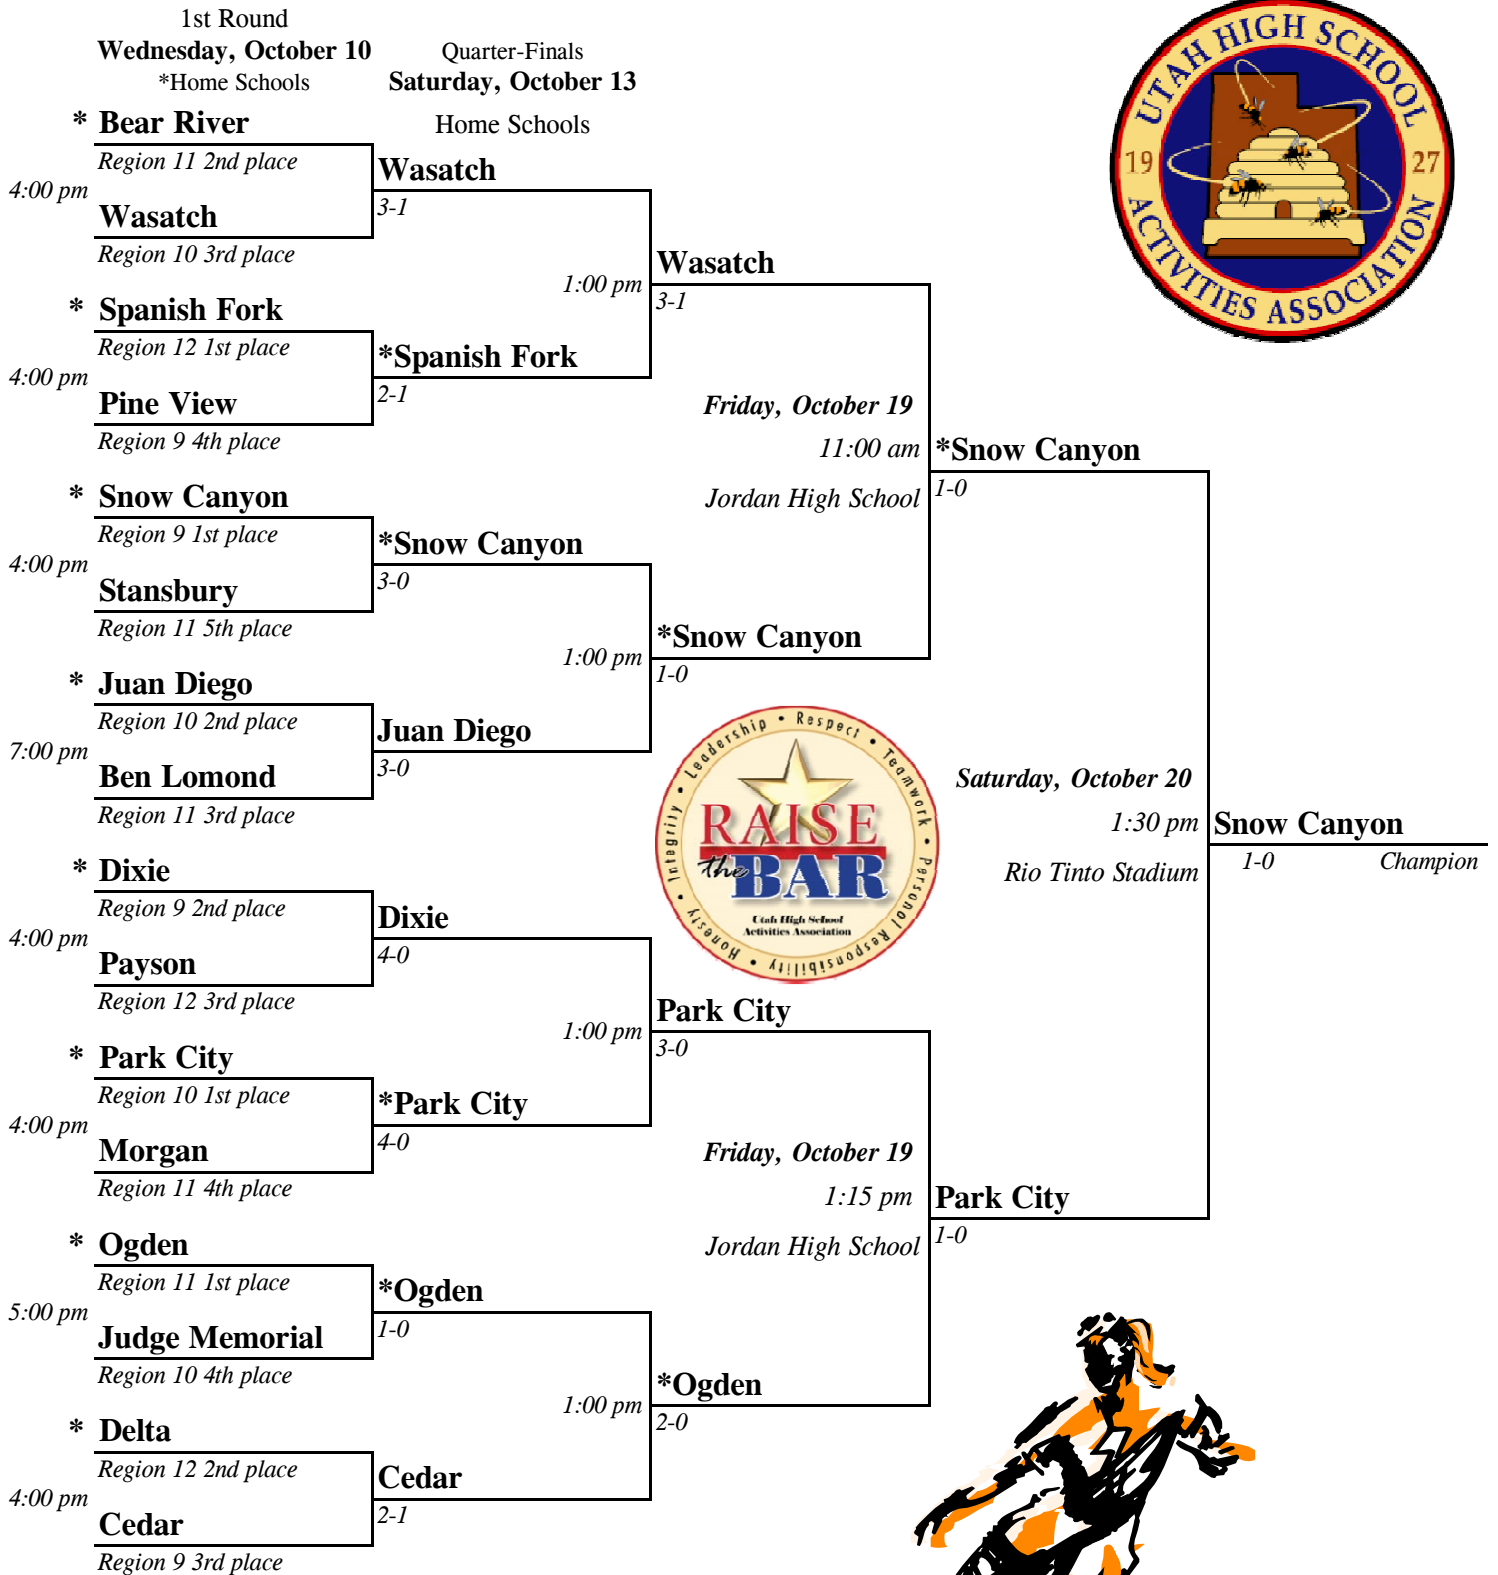 1st Round
Wednesday, October 10
*Home Schools
Quarter-Finals
Saturday, October 13
Home Schools
* Bear River
Region 11 2nd place
4:00 pm
Wasatch
Region 10 3rd place
* Spanish Fork
Region 12 1st place
4:00 pm
Pine View
Region 9 4th place
* Snow Canyon
Region 9 1st place
4:00 pm
Stansbury
Region 11 5th place
* Juan Diego
Region 10 2nd place
7:00 pm
Ben Lomond
Region 11 3rd place
* Dixie
Region 9 2nd place
4:00 pm
Payson
Region 12 3rd place
* Park City
Region 10 1st place
4:00 pm
Morgan
Region 11 4th place
* Ogden
Region 11 1st place
5:00 pm
Judge Memorial
Region 10 4th place
* Delta
Region 12 2nd place
4:00 pm
Cedar
Region 9 3rd place
Wasatch
3-1
1:00 pm
*Spanish Fork
2-1
*Snow Canyon
3-0
1:00 pm
Juan Diego
3-0
Dixie
4-0
1:00 pm
*Park City
4-0
*Ogden
1-0
1:00 pm
Cedar
2-1
Wasatch
3-1
Friday, October 19
11:00 am
Jordan High School
*Snow Canyon
1-0
Park City
3-0
Friday, October 19
1:15 pm
Jordan High School
*Ogden
2-0
*Snow Canyon
1-0
Saturday, October 20
1:30 pm
Rio Tinto Stadium
Park City
1-0
Snow Canyon
1-0 Champion
UTAH HIGH SCHOOL
19 27
ACTIVITIES ASSOCIATION
Honesty • Integrity • Leadership • Respect • Teamwork • Personal Responsibility •
RAISE
the BAR
Utah High School
Activities Association